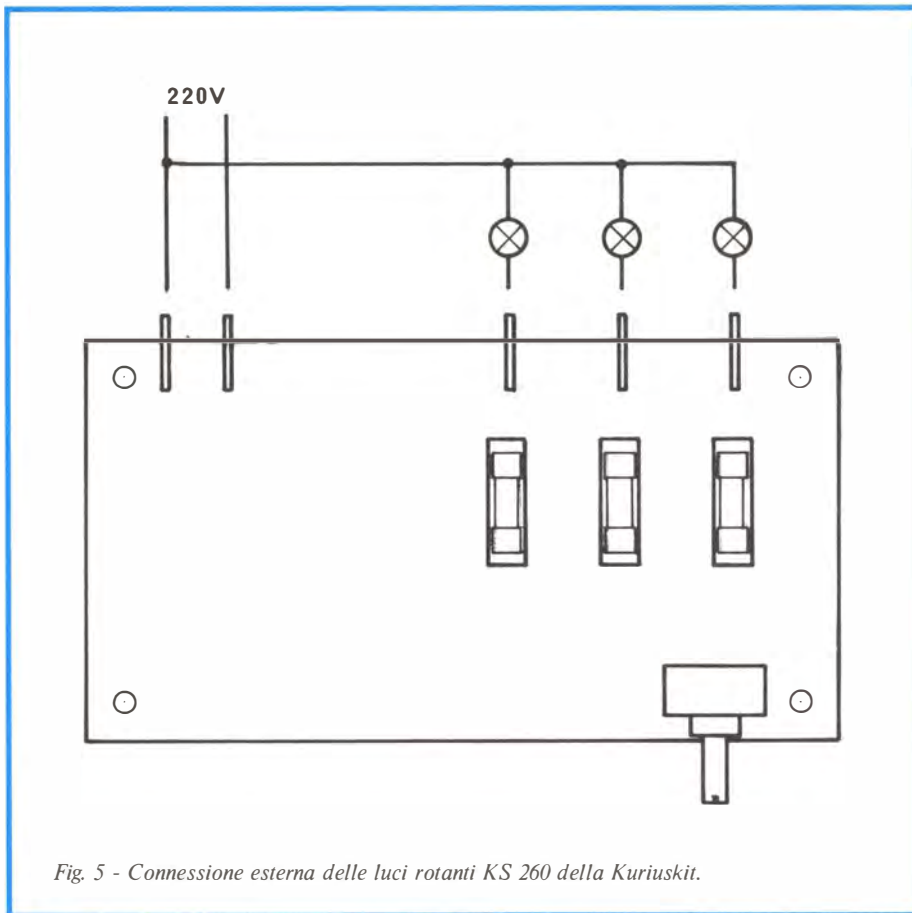 220V
Fig. 5 - Connessione esterna delle luci rotanti KS 260 della Kuriuskit.